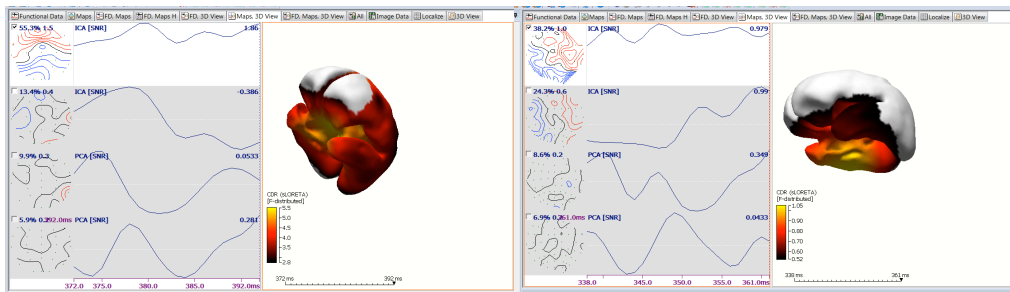 Functional Data Maps FD, Maps FD, Maps H FD, 3D View Maps, 3D View FD, Maps, 3D View All Image Data Localize 3D View
55.3% 1.5 ICA [SNR] 1.86
13.4% 0.4 ICA [SNR] -0.386
9.9% 0.3 PCA [SNR] 0.0533
5.9% 0.2 392.0ms PCA [SNR] 0.281
372.0 375.0 380.0 385.0 392.0ms
CDR (sLORETA)
[F-distributed]
5.5
5.0
4.5
4.0
3.5
2.8
372 ms 392 ms
Functional Data Maps FD, Maps FD, Maps H FD, 3D View Maps, 3D View FD, Maps, 3D View All Image Data Localize 3D View
38.2% 1.0 ICA [SNR] 0.979
24.3% 0.6 ICA [SNR] 0.99
8.6% 0.2 PCA [SNR] 0.349
6.9% 361.0ms PCA [SNR] 0.0433
338.0 345.0 350.0 355.0 361.0ms
CDR (sLORETA)
[F-distributed]
1.05
0.90
0.80
0.70
0.60
0.52
338 ms 361 ms